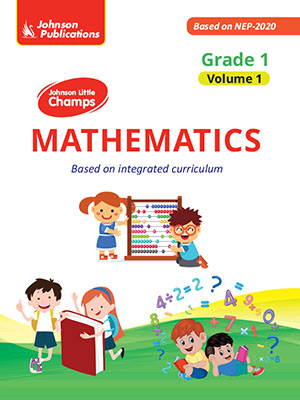 Johnson
Publications
Based on NEP-2020
Grade 1
Volume 1
Johnson Little
Champs
MATHEMATICS
Based on integrated curriculum